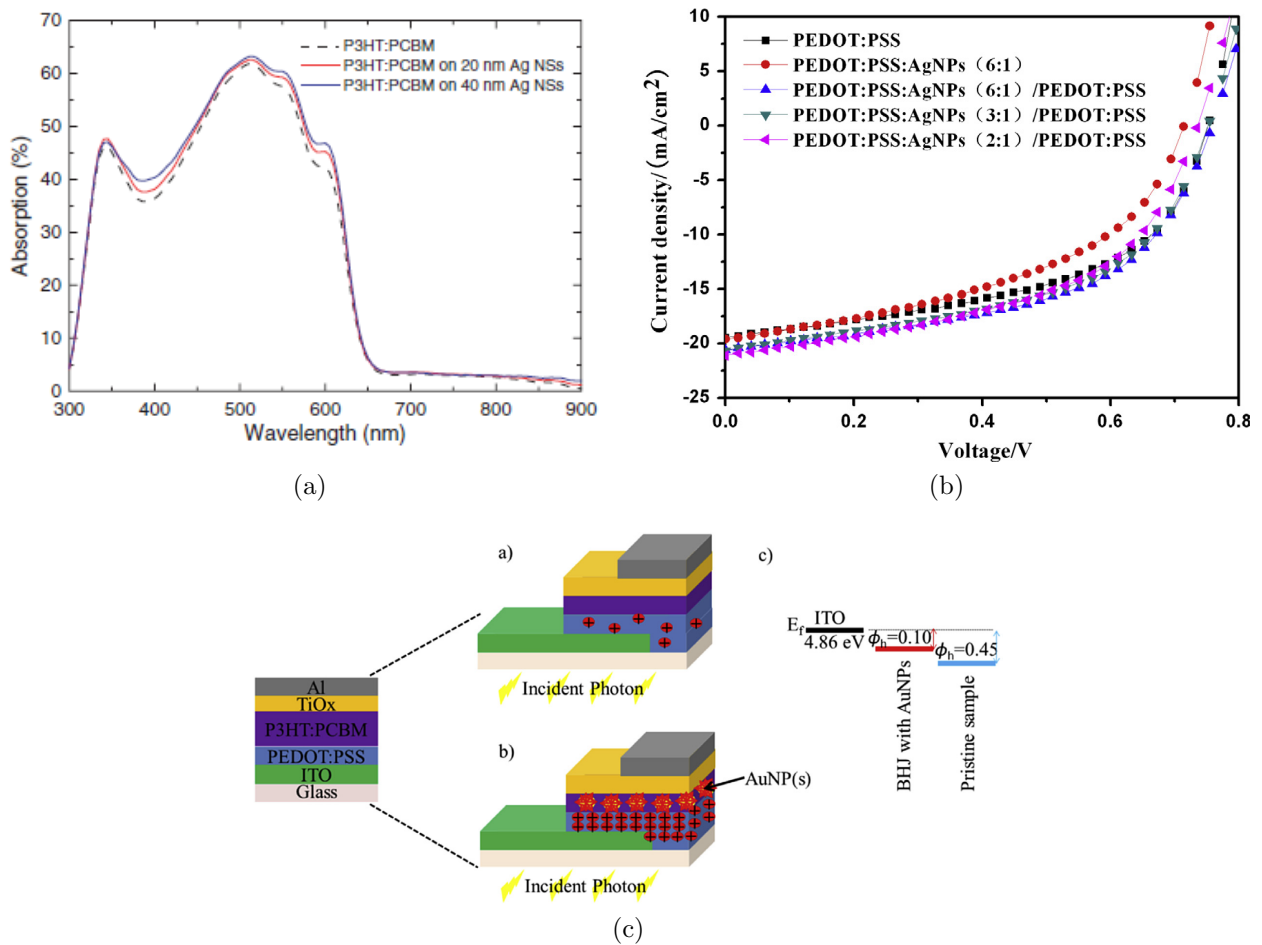 70
60
50
40
30
20
10
0
Absorption (%)
P3HT:PCBM
P3HT:PCBM on 20 nm Ag NSs
P3HT:PCBM on 40 nm Ag NSs
300 400 500 600 700 800 900
Wavelength (nm)
(a)
10
5
0
-5
-10
-15
-20
-25
Current density/(mA/cm²)
PEDOT:PSS
PEDOT:PSS:AgNPs（6:1）
PEDOT:PSS:AgNPs（6:1）/PEDOT:PSS
PEDOT:PSS:AgNPs（3:1）/PEDOT:PSS
PEDOT:PSS:AgNPs（2:1）/PEDOT:PSS
0.0 0.2 0.4 0.6 0.8
Voltage/V
(b)
Al
TiOx
P3HT:PCBM
PEDOT:PSS
ITO
Glass
a)
+ + + + + +
Incident Photon
b)
AuNP(s)
Incident Photon
c)
ITO
E_f
4.86 eV
ϕ_h=0.10
ϕ_h=0.45
BHJ with AuNPs
Pristine sample
(c)